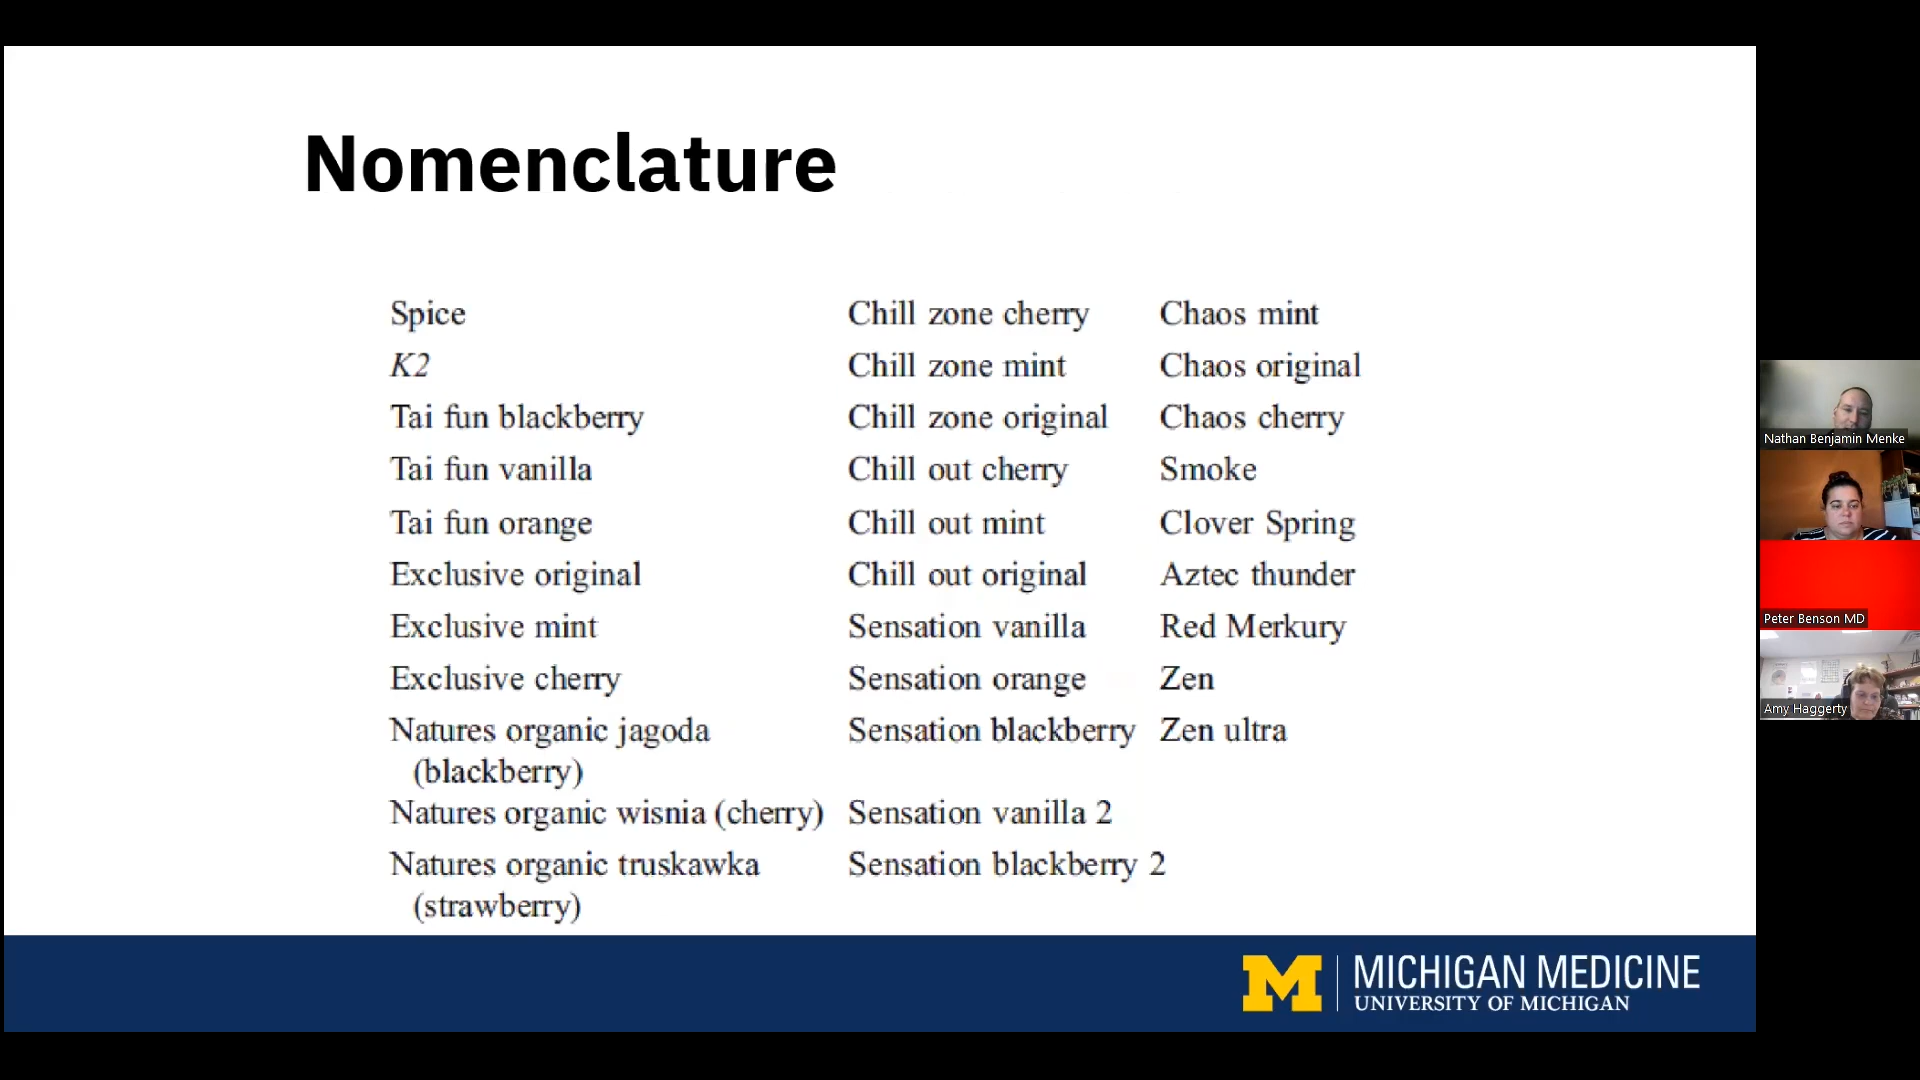 Nomenclature
Spice
K2
Tai fun blackberry
Tai fun vanilla
Tai fun orange
Exclusive original
Exclusive mint
Exclusive cherry
Natures organic jagoda
(blackberry)
Natures organic wisnia (cherry)
Natures organic truskawka
(strawberry)
Chill zone cherry
Chill zone mint
Chill zone original
Chill out cherry
Chill out mint
Chill out original
Sensation vanilla
Sensation orange
Sensation blackberry
Sensation vanilla 2
Sensation blackberry 2
Chaos mint
Chaos original
Chaos cherry
Smoke
Clover Spring
Aztec thunder
Red Merkury
Zen
Zen ultra
M
MICHIGAN MEDICINE
UNIVERSITY OF MICHIGAN
Nathan Benjamin Menke
Peter Benson MD
Amy Haggerty